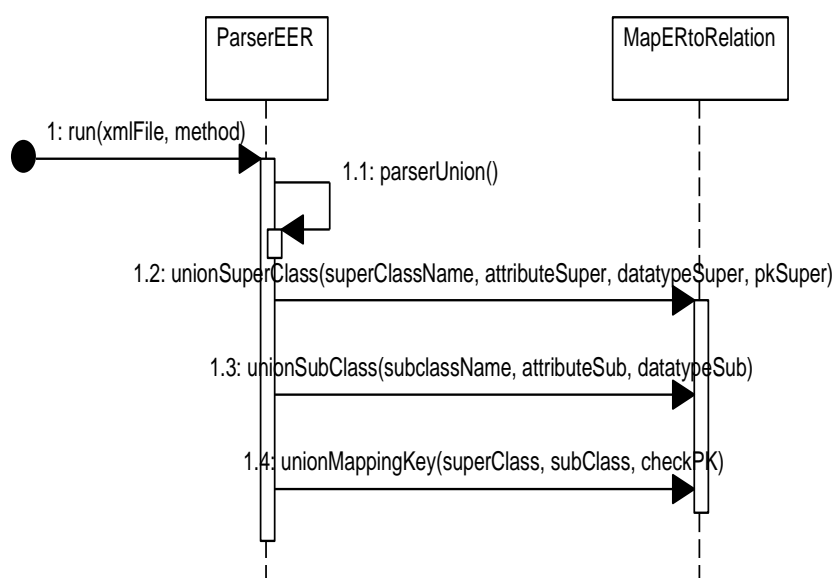 ParserEER
MapERtoRelation
1: run(xmlFile, method)
1.1: parserUnion()
1.2: unionSuperClass(superClassName, attributeSuper, datatypeSuper, pkSuper)
1.3: unionSubClass(subclassName, attributeSub, datatypeSub)
1.4: unionMappingKey(superClass, subClass, checkPK)